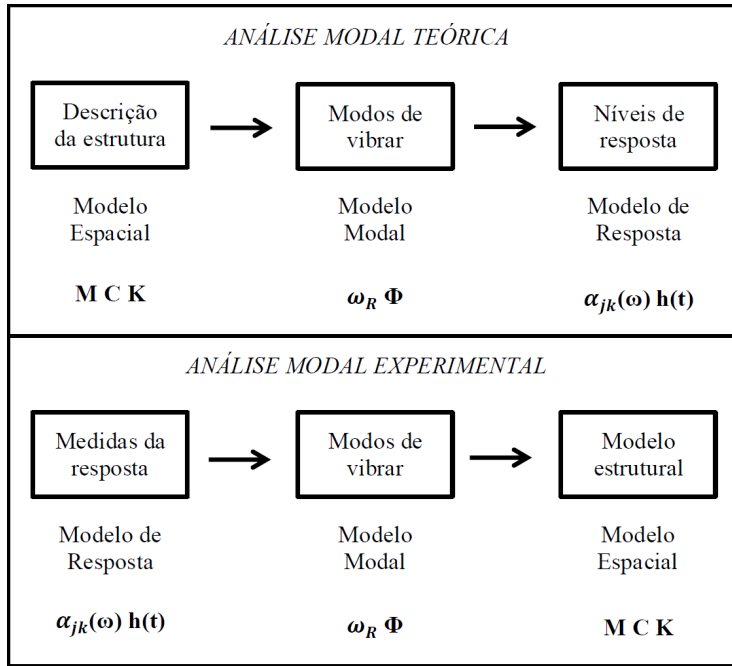 ANÁLISE MODAL TEÓRICA
Descrição
da estrutura
Modos de
vibrar
Níveis de
resposta
Modelo
Espacial
Modelo
Modal
Modelo de
Resposta
M C K
ω_R Φ
α_jk(ω) h(t)
ANÁLISE MODAL EXPERIMENTAL
Medidas da
resposta
Modos de
vibrar
Modelo
estrutural
Modelo de
Resposta
Modelo
Modal
Modelo
Espacial
α_jk(ω) h(t)
ω_R Φ
M C K